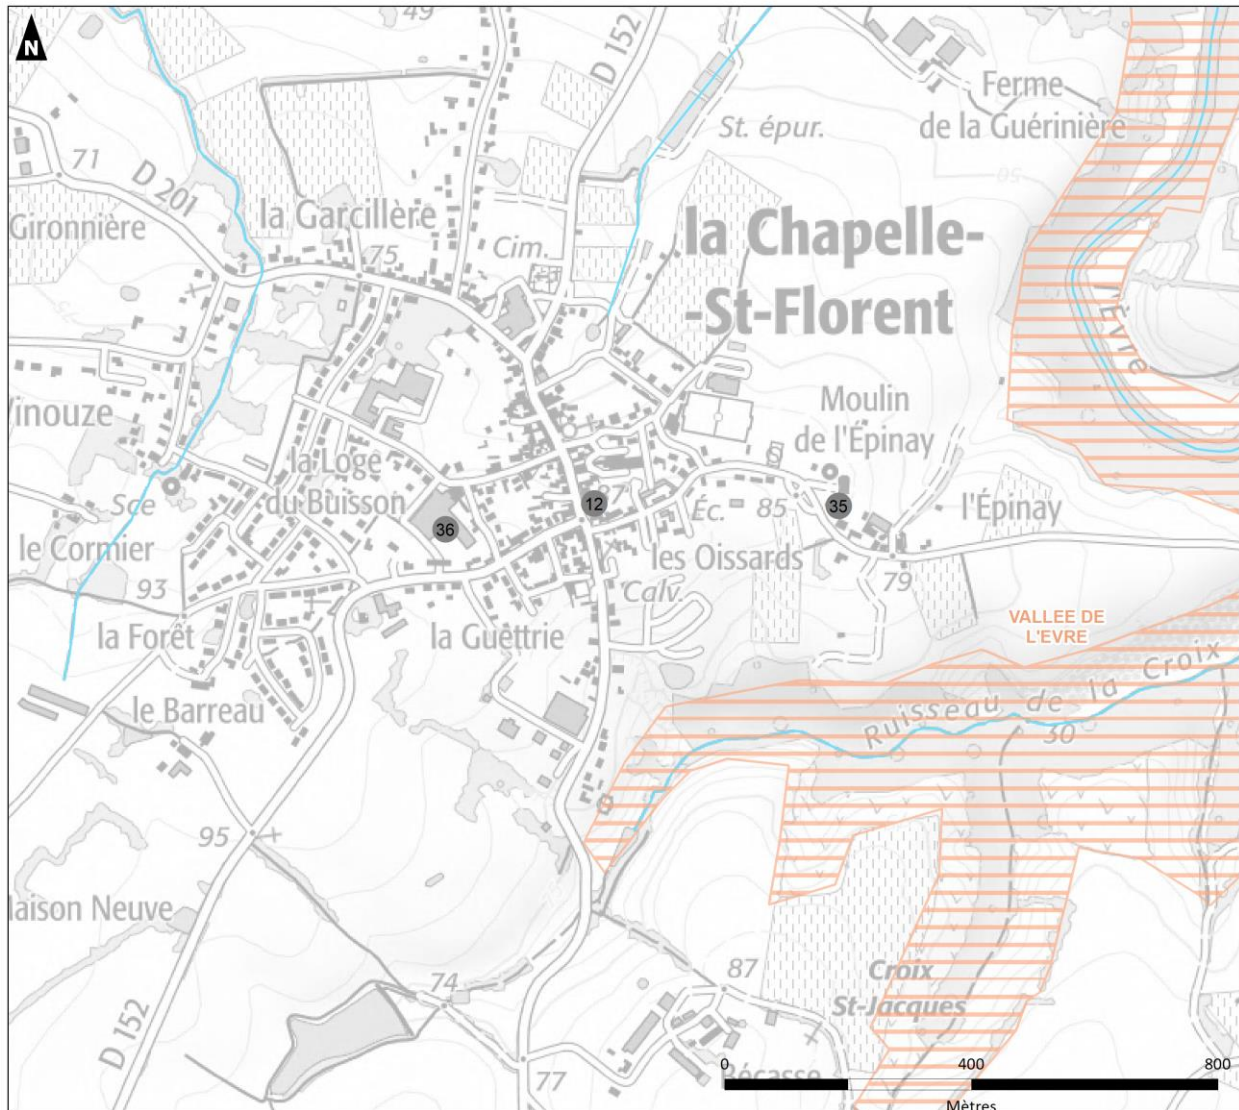 N
49
D 152
Ferme
de la Guérinière
St. épur.
71
D 201
50
Gironnière
la Garcillère
75
Cim.
la Chapelle-
-St-Florent
l'Èvre
Moulin
de l'Épinay
la Loge
du Buisson
Sce
12
36
35
Éc.
85
l'Épinay
le Cormier
93
les Oissards
79
Calv.
VALLEE DE
L'EVRE
la Forêt
la Guéttrie
Ruisseau de la Croix
30
le Barreau
95
Maison Neuve
87
Croix
St-Jacques
74
D 152
77
Bécasse
0 400 800
Mètres